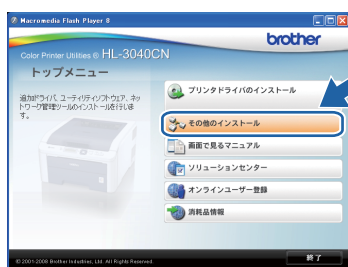 Macromedia Flash Player 8
brother
Color Printer Utilities ® HL-3040CN
トップメニュー
追加ドライバ、ユーティリティソフトウェア、ネッ
トワーク管理ツールのインストールを行いま
す。
プリンタドライバのインストール
その他のインストール
画面で見るマニュアル
ソリューションセンター
オンラインユーザー登録
消耗品情報
© 2001-2008 Brother Industries, Ltd. All Rights Reserved.
終了